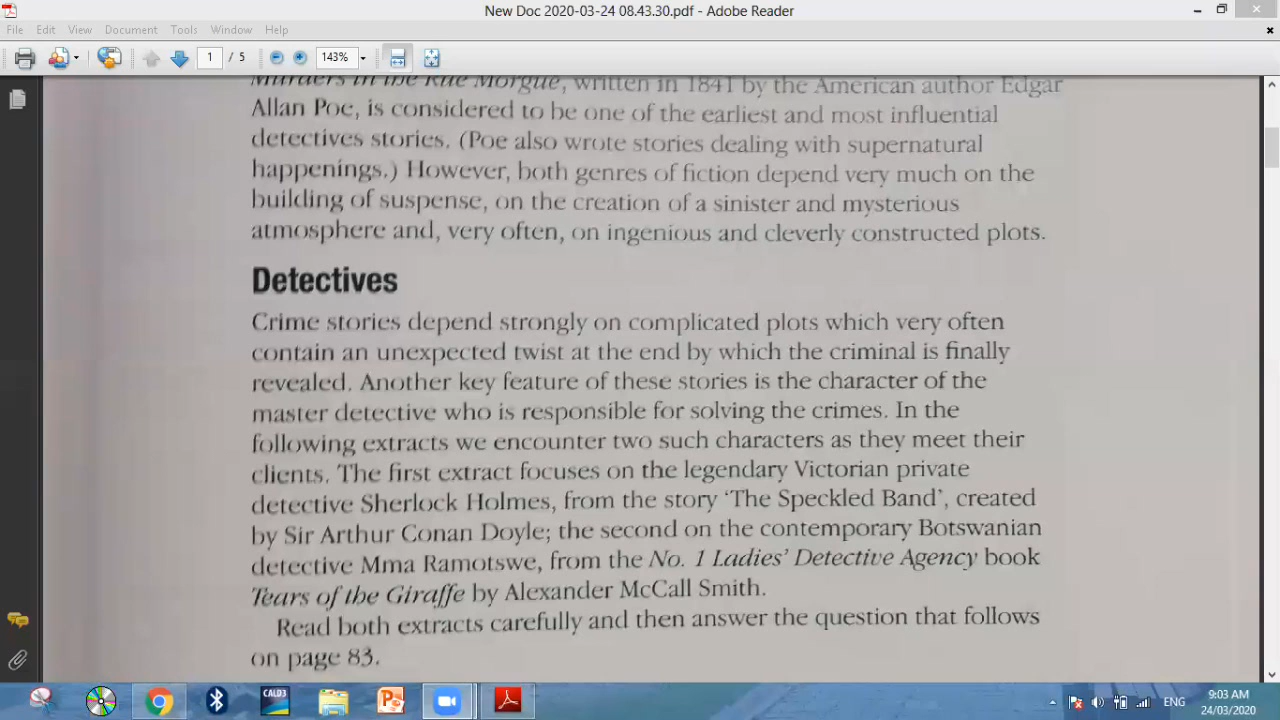 New Doc 2020-03-24 08.43.30.pdf - Adobe Reader
File Edit View Document Tools Window Help
1 / 5 143%
Murders in the Rue Morgue, written in 1841 by the American author Edgar
Allan Poe, is considered to be one of the earliest and most influential
detectives stories. (Poe also wrote stories dealing with supernatural
happenings.) However, both genres of fiction depend very much on the
building of suspense, on the creation of a sinister and mysterious
atmosphere and, very often, on ingenious and cleverly constructed plots.
Detectives
Crime stories depend strongly on complicated plots which very often
contain an unexpected twist at the end by which the criminal is finally
revealed. Another key feature of these stories is the character of the
master detective who is responsible for solving the crimes. In the
following extracts we encounter two such characters as they meet their
clients. The first extract focuses on the legendary Victorian private
detective Sherlock Holmes, from the story ‘The Speckled Band’, created
by Sir Arthur Conan Doyle; the second on the contemporary Botswanian
detective Mma Ramotswe, from the No. 1 Ladies’ Detective Agency book
Tears of the Giraffe by Alexander McCall Smith.
Read both extracts carefully and then answer the question that follows
on page 83.
CALD3
ENG
9:03 AM
24/03/2020